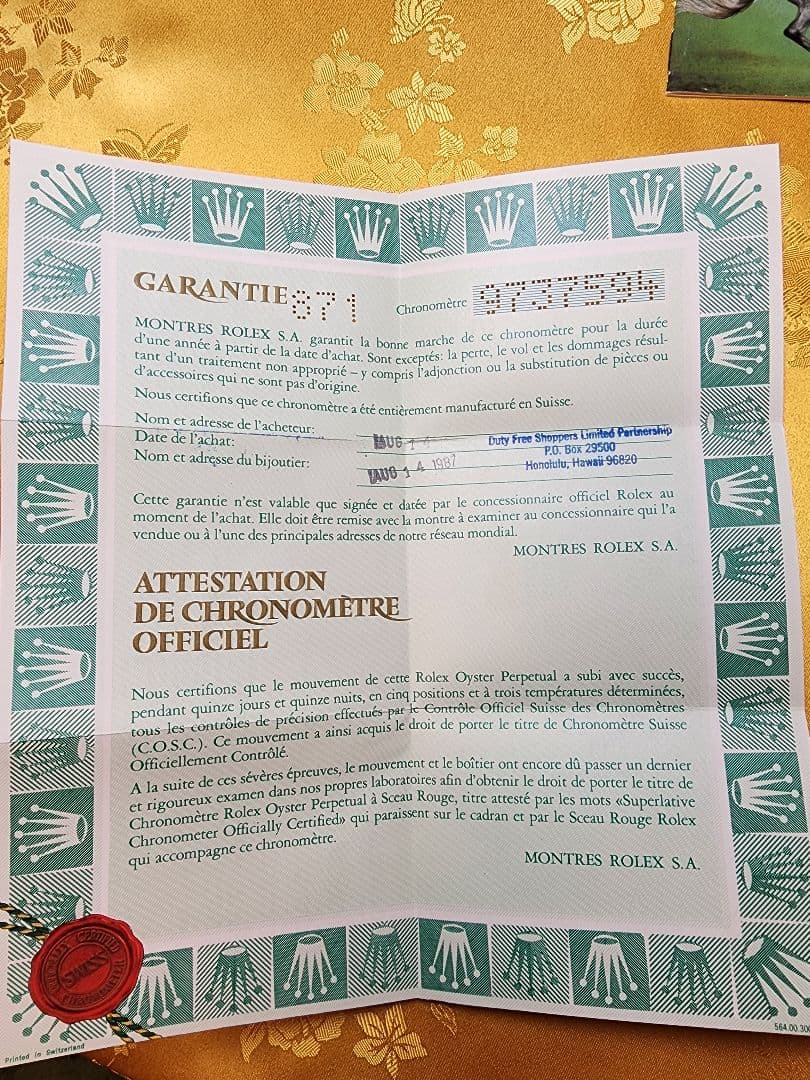 GARANTIE 871 Chronomètre 9737594
MONTRES ROLEX S.A. garantit la bonne marche de ce chronomètre pour la durée
d'une année à partir de la date d'achat. Sont exceptés: la perte, le vol et les dommages résul-
tant d'un traitement non approprié – y compris l'adjonction ou la substitution de pièces ou
d'accessoires qui ne sont pas d'origine.
Nous certifions que ce chronomètre a été entièrement manufacturé en Suisse.
Nom et adresse de l'acheteur:
Date de l'achat: AUG 14 Duty Free Shoppers Limited Partnership
P.O. Box 29500
Nom et adresse du bijoutier: AUG 14 1987 Honolulu, Hawaii 96820
Cette garantie n'est valable que signée et datée par le concessionnaire officiel Rolex au
moment de l'achat. Elle doit être remise avec la montre à examiner au concessionnaire qui l'a
vendue ou à l'une des principales adresses de notre réseau mondial.
MONTRES ROLEX S.A.
ATTESTATION
DE CHRONOMÈTRE
OFFICIEL
Nous certifions que le mouvement de cette Rolex Oyster Perpetual a subi avec succès,
pendant quinze jours et quinze nuits, en cinq positions et à trois températures déterminées,
tous les contrôles de précision effectués par le Contrôle Officiel Suisse des Chronomètres
(C.O.S.C.). Ce mouvement a ainsi acquis le droit de porter le titre de Chronomètre Suisse
Officiellement Contrôlé.
A la suite de ces sévères épreuves, le mouvement et le boîtier ont encore dû passer un dernier
et rigoureux examen dans nos propres laboratoires afin d'obtenir le droit de porter le titre de
Chronomètre Rolex Oyster Perpetual à Sceau Rouge, titre attesté par les mots «Superlative
Chronometer Officially Certified» qui paraissent sur le cadran et par le Sceau Rouge Rolex
qui accompagne ce chronomètre.
MONTRES ROLEX S.A.
SWISS
Printed in Switzerland